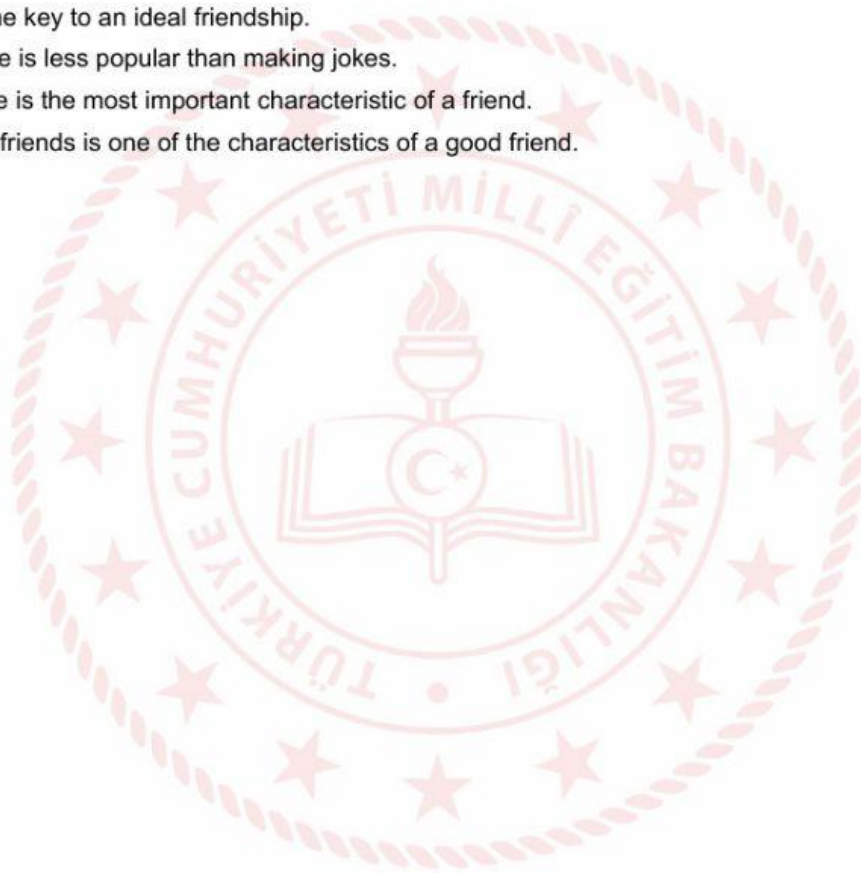 e key to an ideal friendship.
e is less popular than making jokes.
e is the most important characteristic of a friend.
friends is one of the characteristics of a good friend.
TÜRKİYE CUMHURİYETİ MİLLÎ EĞİTİM BAKANLIĞI